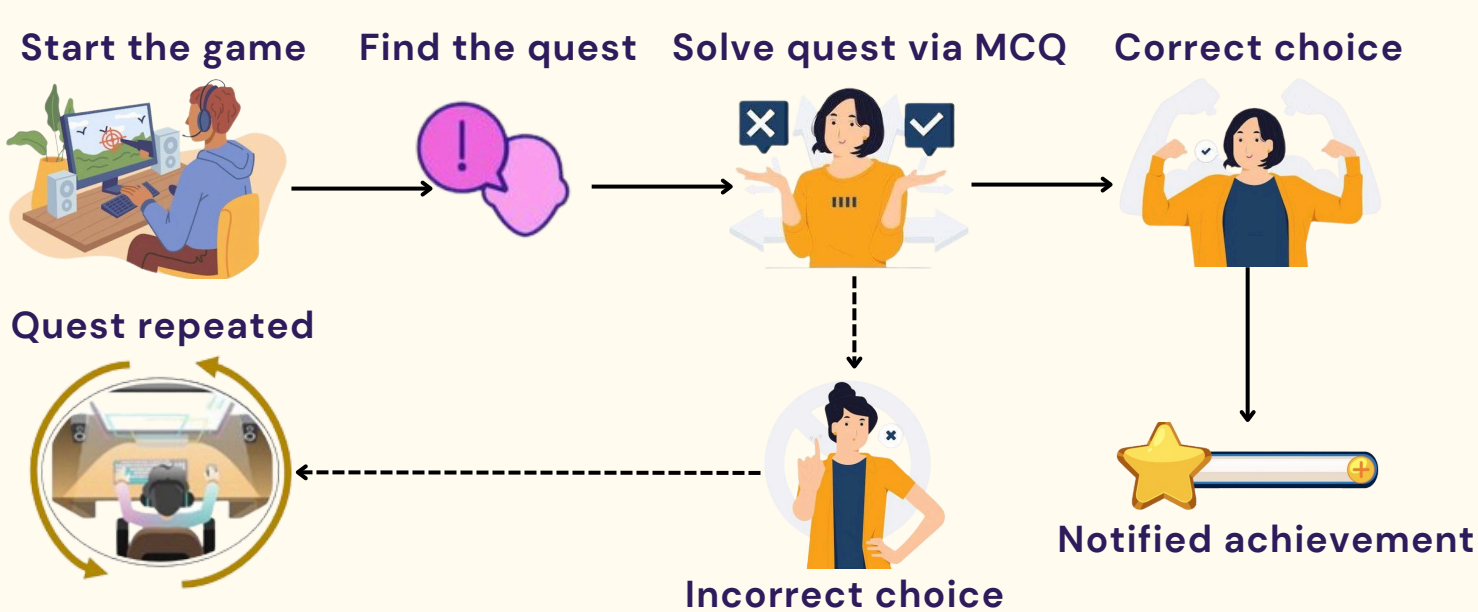 Start the game
Find the quest
Solve quest via MCQ
Correct choice
Quest repeated
Notified achievement
Incorrect choice